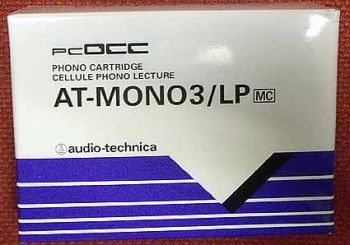 PCOCC
PHONO CARTRIDGE
CELLULE PHONO LECTURE
AT-MONO3/LP MC
audio-technica